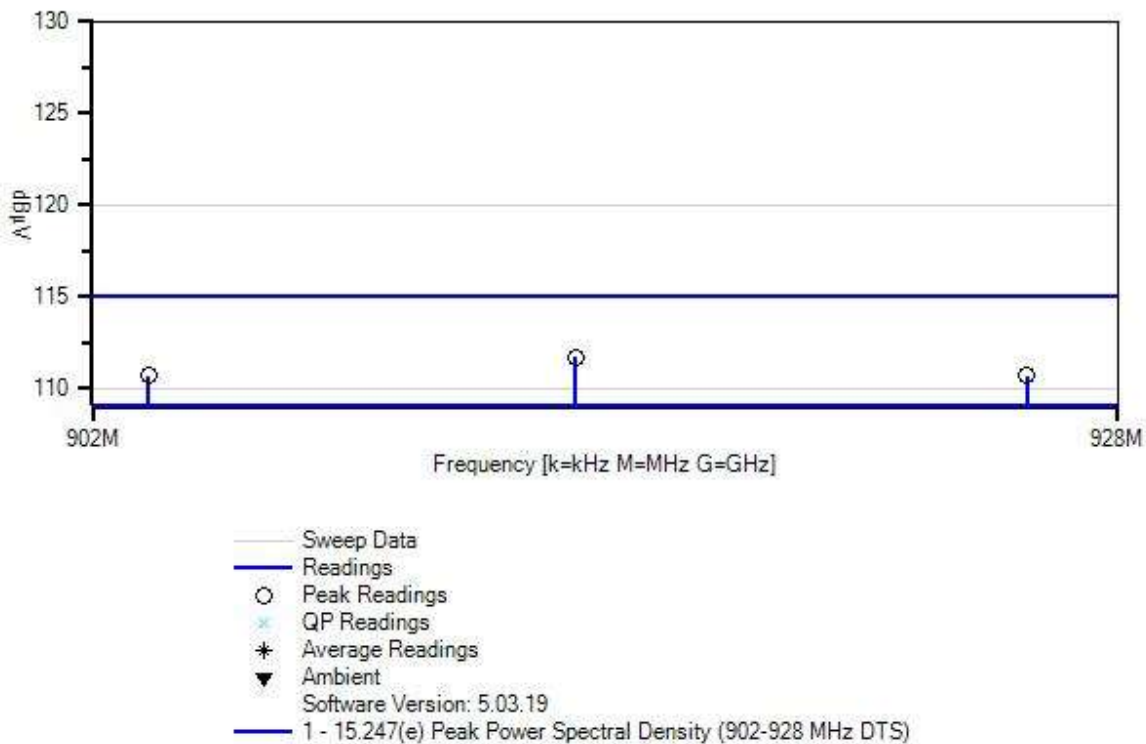 130
125
120
115
110
dBµV
902M
928M
Frequency [k=kHz M=MHz G=GHz]
Sweep Data
Readings
Peak Readings
QP Readings
Average Readings
Ambient
Software Version: 5.03.19
1 - 15.247(e) Peak Power Spectral Density (902-928 MHz DTS)